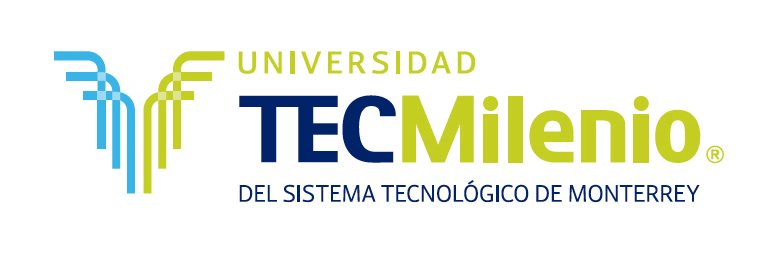 UNIVERSIDAD
TECMilenio®
DEL SISTEMA TECNOLÓGICO DE MONTERREY